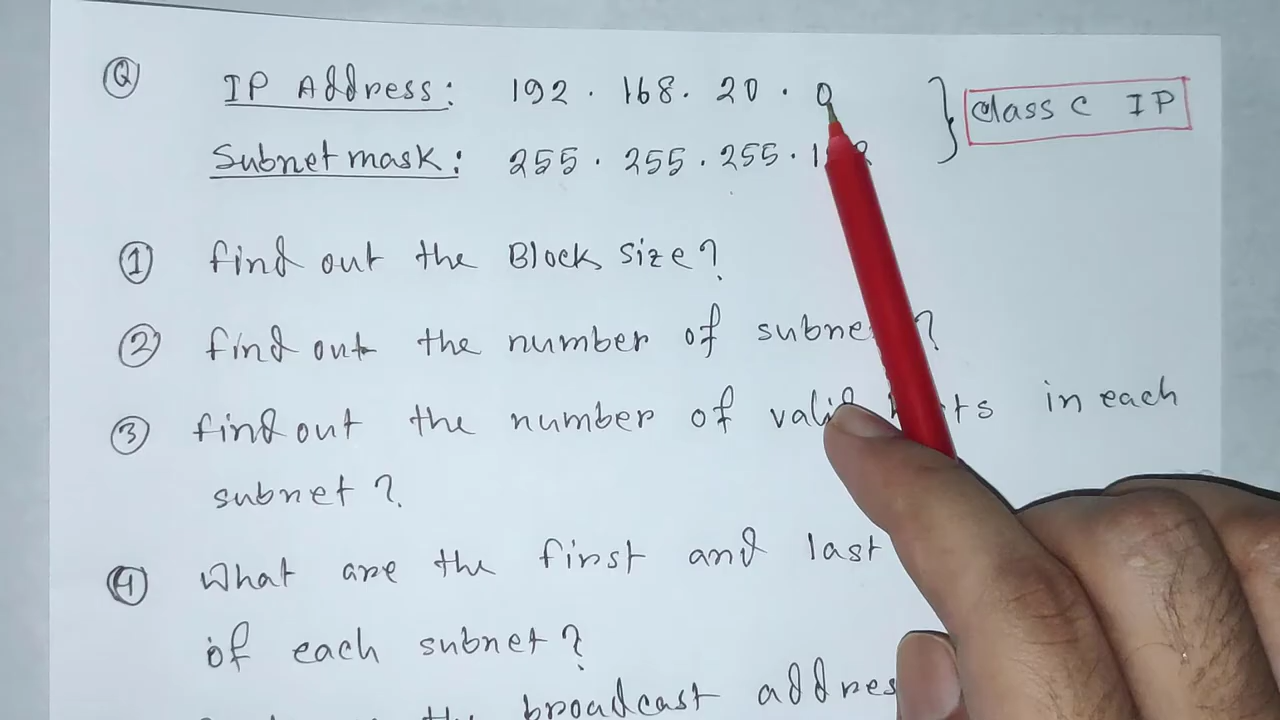 Q IP Address: 192.168.20.0 } Class C IP
Subnet mask: 255.255.255.
1 find out the Block size?
2 find out the number of ?
3 find out the number of in each
subnet?
4 What are the first and last
of each subnet?
the broadcast